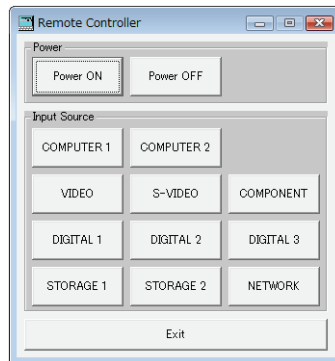 Remote Controller
Power
Power ON Power OFF
Input Source
COMPUTER 1 COMPUTER 2
VIDEO S-VIDEO COMPONENT
DIGITAL 1 DIGITAL 2 DIGITAL 3
STORAGE 1 STORAGE 2 NETWORK
Exit